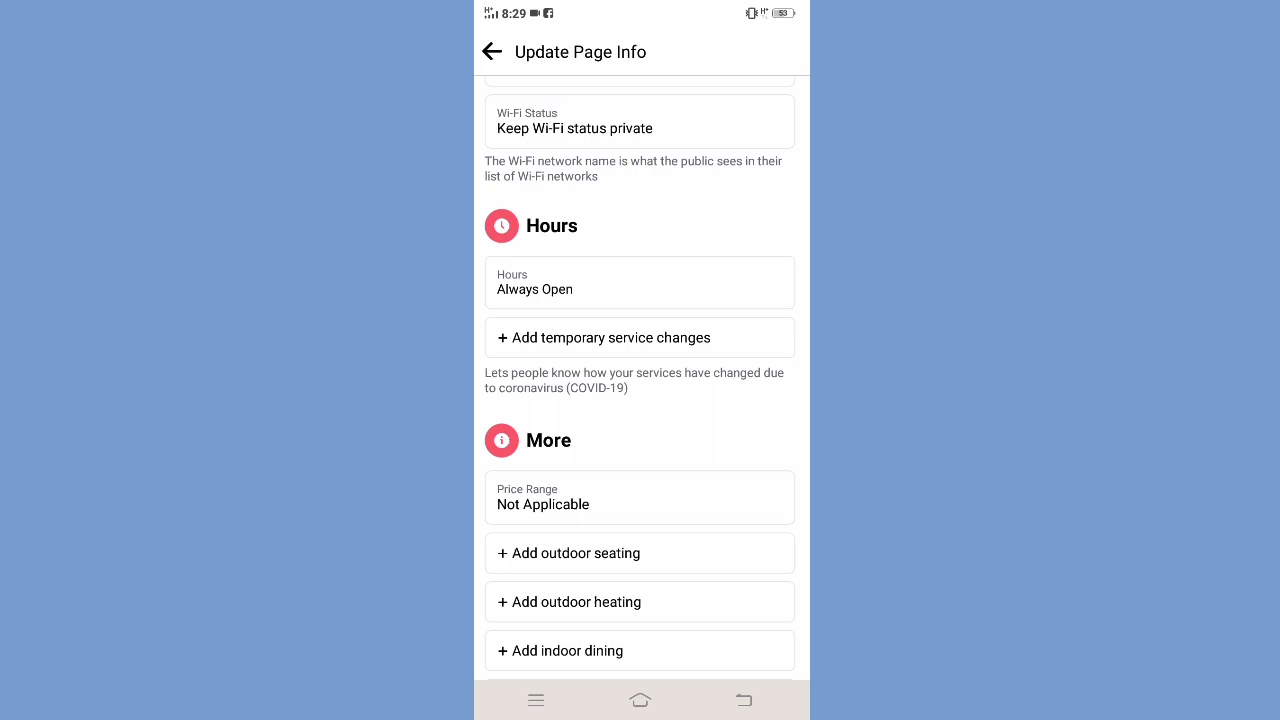 H+ 8:29 H+ 53
Update Page Info
Wi-Fi Status
Keep Wi-Fi status private
The Wi-Fi network name is what the public sees in their
list of Wi-Fi networks
Hours
Hours
Always Open
+ Add temporary service changes
Lets people know how your services have changed due
to coronavirus (COVID-19)
More
Price Range
Not Applicable
+ Add outdoor seating
+ Add outdoor heating
+ Add indoor dining